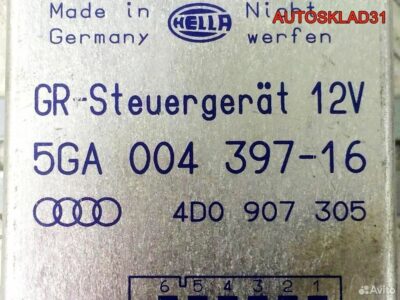 AUTOSKLAD31
Made in Nicht
Germany HELLA werfen
GR-Steuergerät 12V
5GA 004 397-16
4D0 907 305
6 5 4 3 2 1
Avito